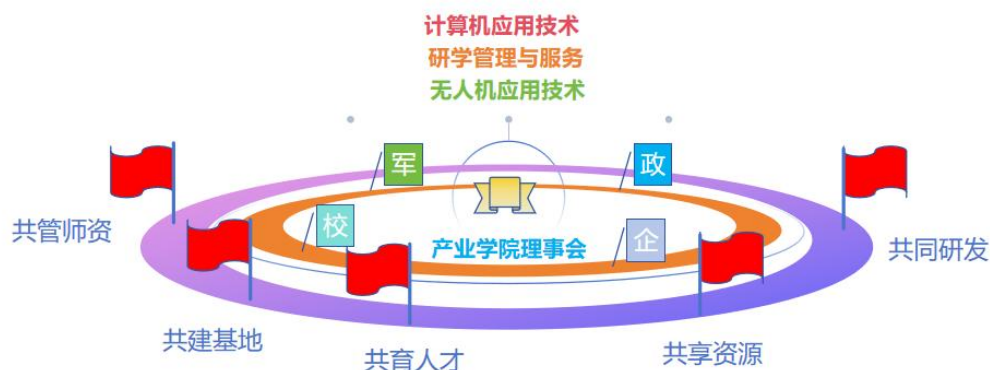 计算机应用技术
研学管理与服务
无人机应用技术
军
政
校
企
产业学院理事会
共管师资
共同研发
共建基地
共育人才
共享资源